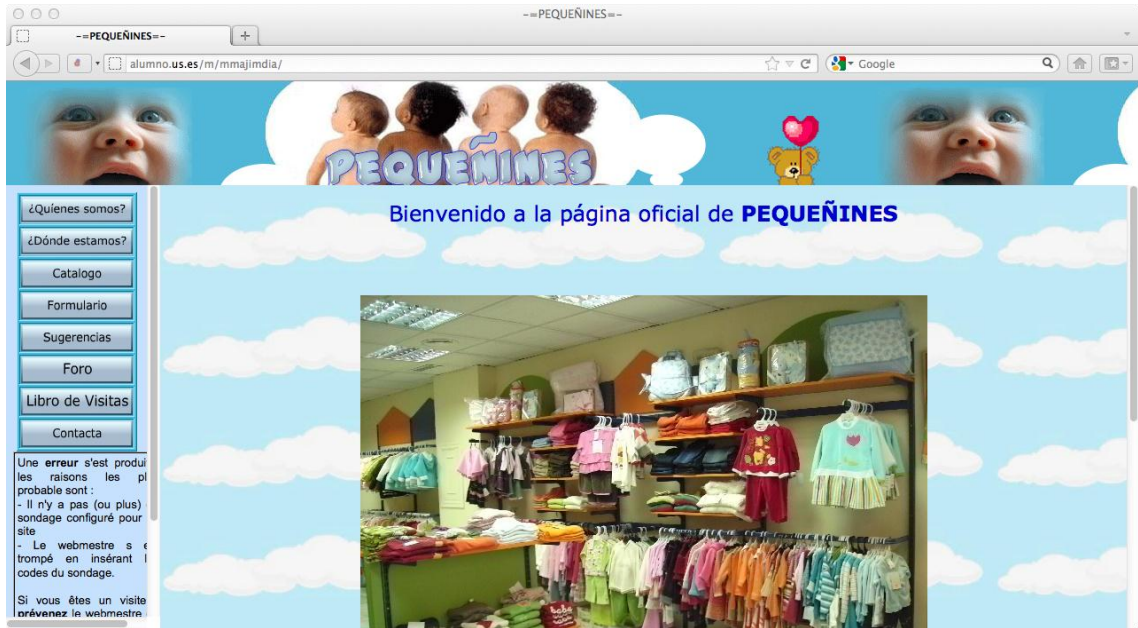 -=PEQUEÑINES=-
-=PEQUEÑINES=-
alumno.us.es/m/mmajimdia/
Google
PEQUEÑINES
¿Quíenes somos?
¿Dónde estamos?
Catalogo
Formulario
Sugerencias
Foro
Libro de Visitas
Contacta
Bienvenido a la página oficial de PEQUEÑINES
Une erreur s'est produi
les raisons les pl
probable sont :
- Il n'y a pas (ou plus)
sondage configuré pour
site
- Le webmestre s e
trompé en insérant l
codes du sondage.
Si vous êtes un visite
prévenez le webmestre
bebe